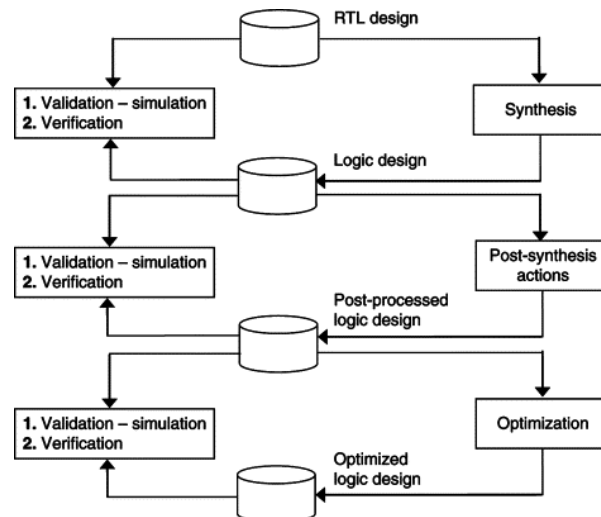 RTL design
1. Validation – simulation
2. Verification
Synthesis
Logic design
1. Validation – simulation
2. Verification
Post-synthesis
actions
Post-processed
logic design
1. Validation – simulation
2. Verification
Optimization
Optimized
logic design